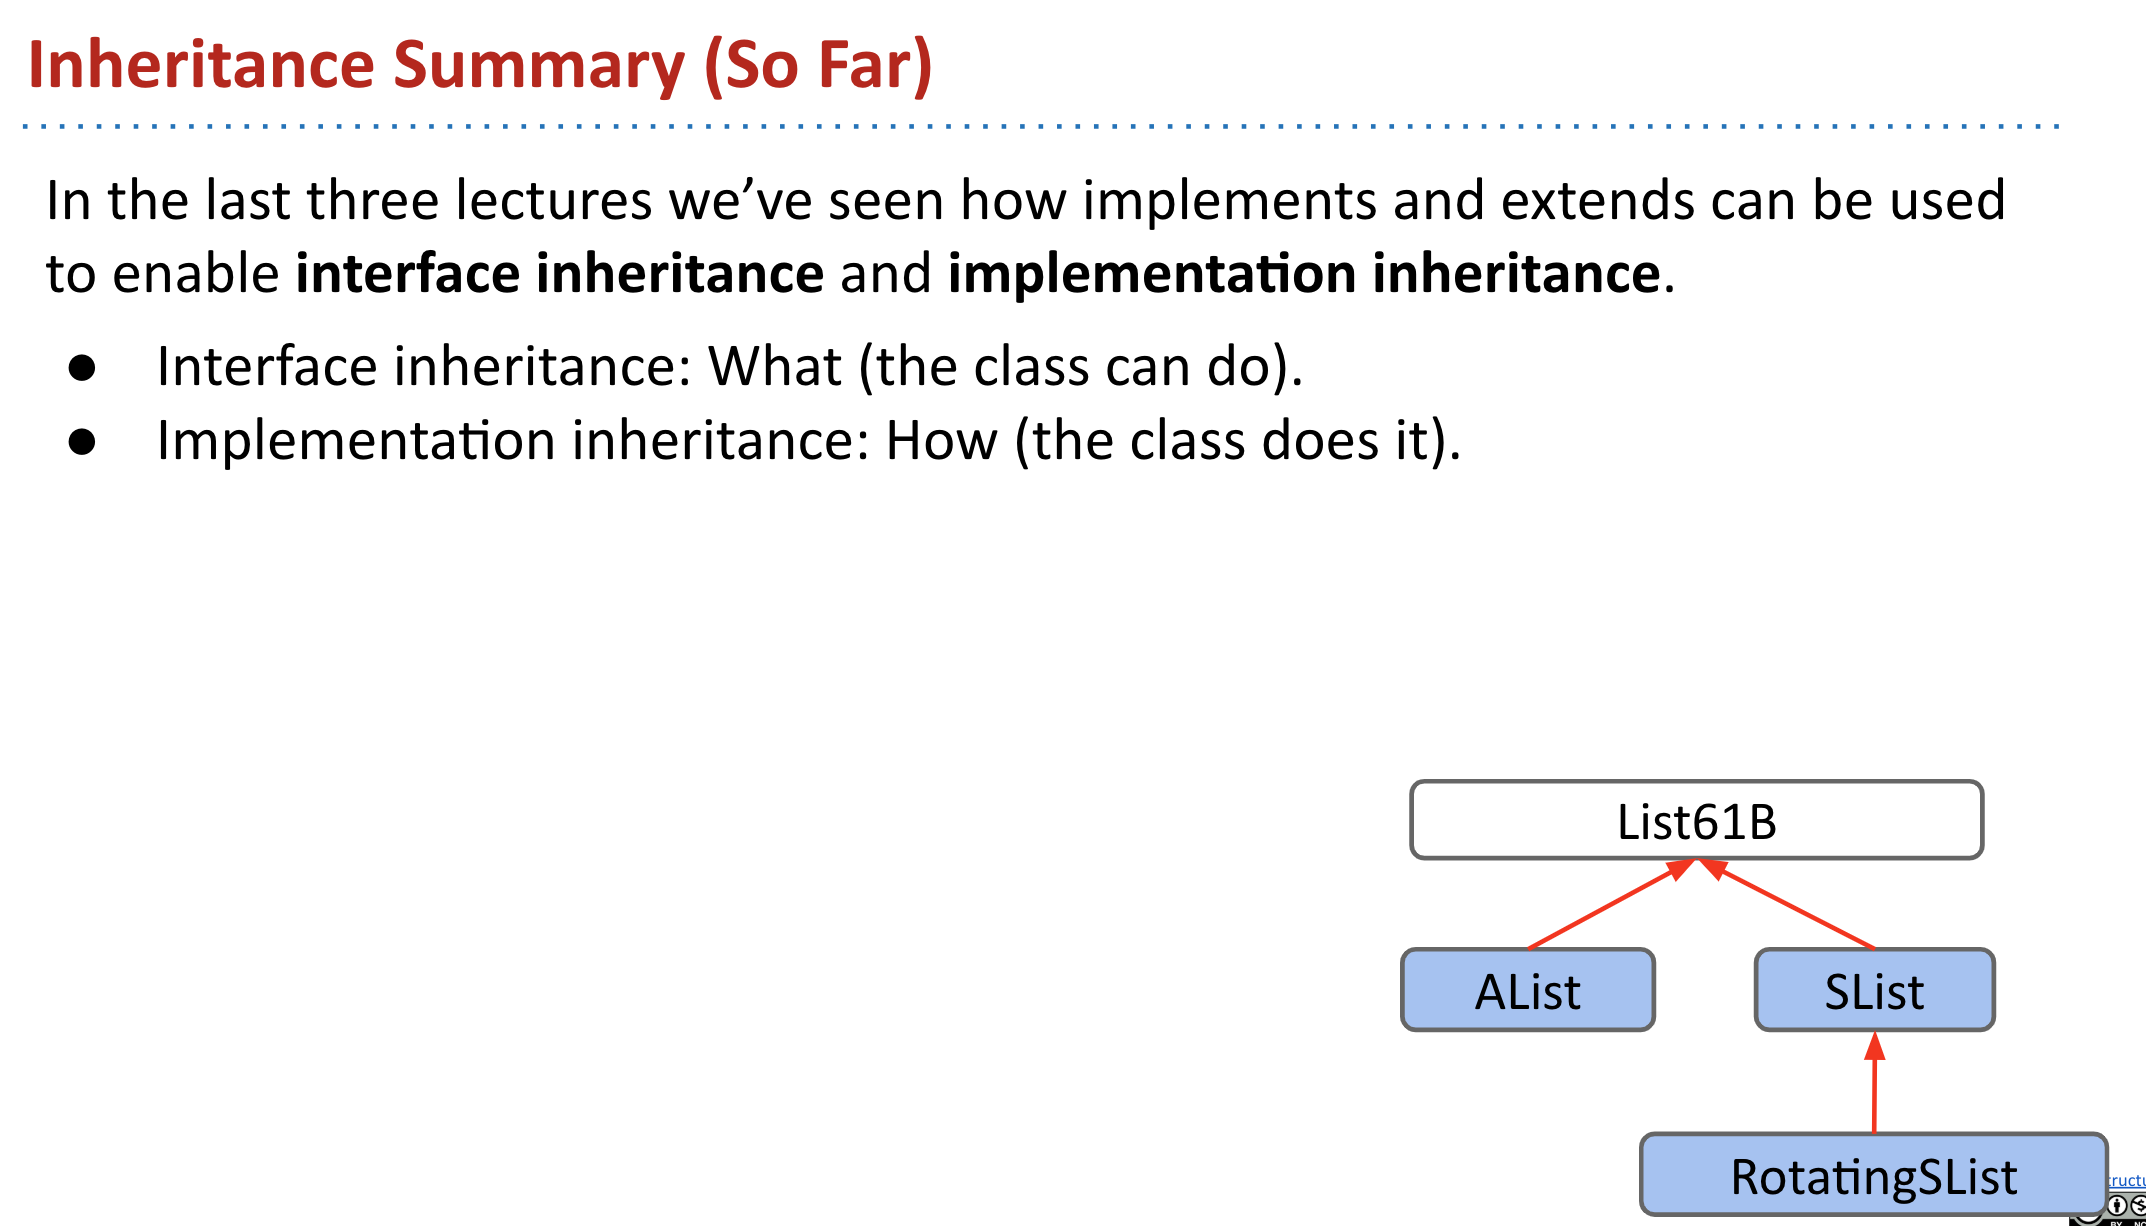 Inheritance Summary (So Far)
In the last three lectures we’ve seen how implements and extends can be used
to enable interface inheritance and implementation inheritance.
● Interface inheritance: What (the class can do).
● Implementation inheritance: How (the class does it).
List61B
AList
SList
RotatingSList
BY